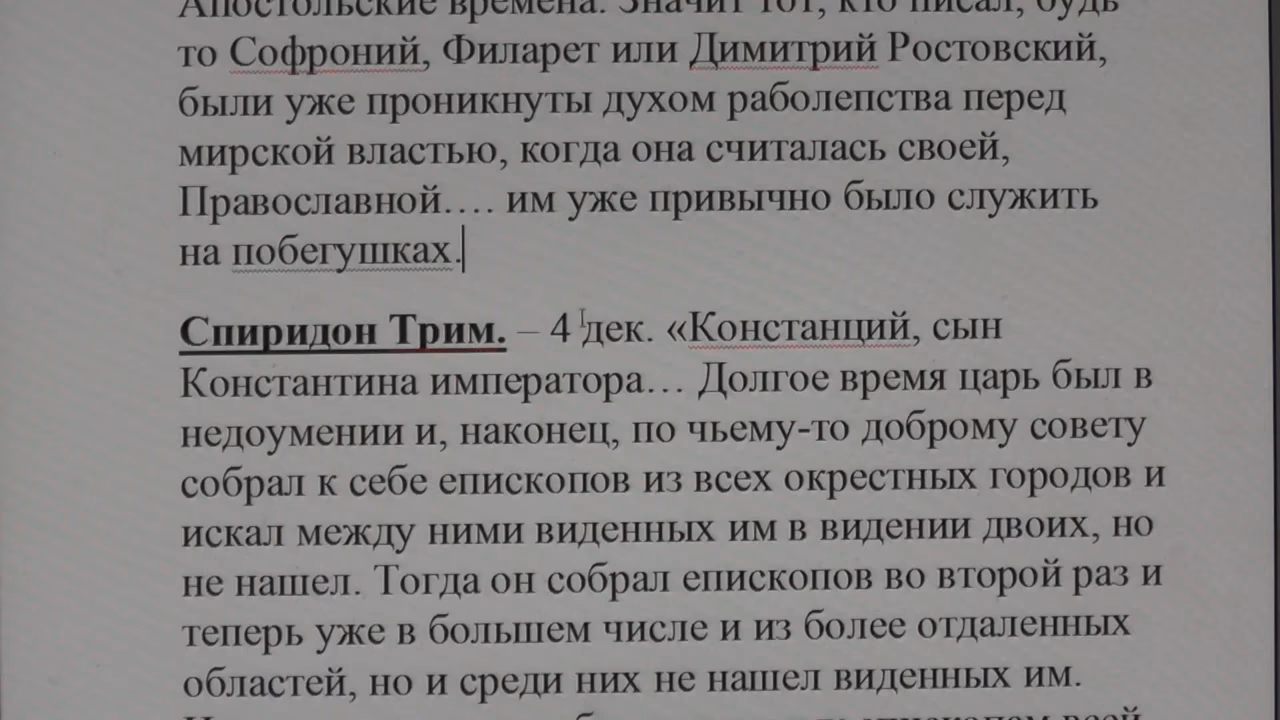 Апостольские времена. Значит тот, кто писал, будь
то Софроний, Филарет или Димитрий Ростовский,
были уже проникнуты духом раболепства перед
мирской властью, когда она считалась своей,
Православной…. им уже привычно было служить
на побегушках.
Спиридон Трим. – 4 дек. «Констанций, сын
Константина императора… Долгое время царь был в
недоумении и, наконец, по чьему-то доброму совету
собрал к себе епископов из всех окрестных городов и
искал между ними виденных им в видении двоих, но
не нашел. Тогда он собрал епископов во второй раз и
теперь уже в большем числе и из более отдаленных
областей, но и среди них не нашел виденных им.